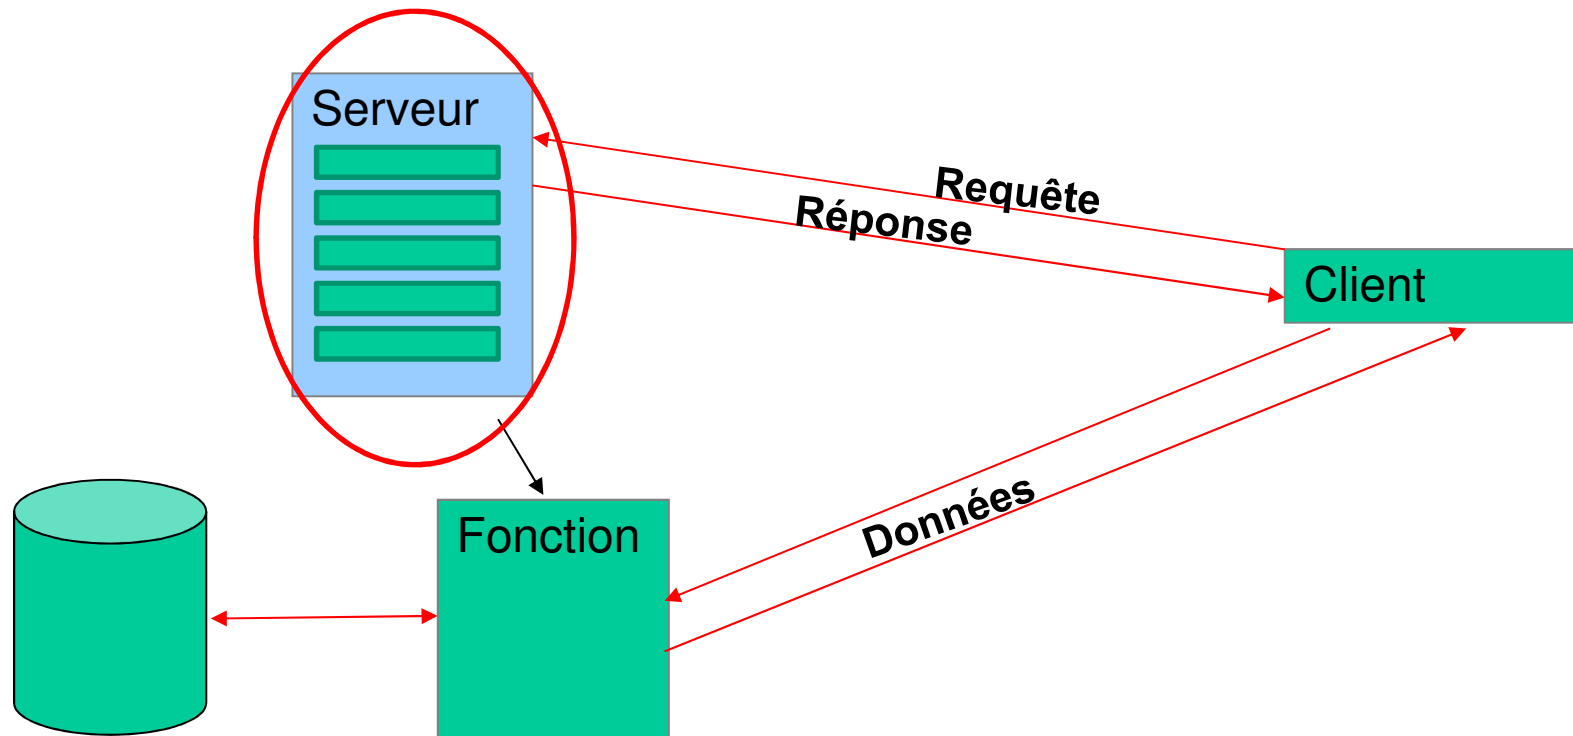 Serveur
Requête
Réponse
Client
Données
Fonction